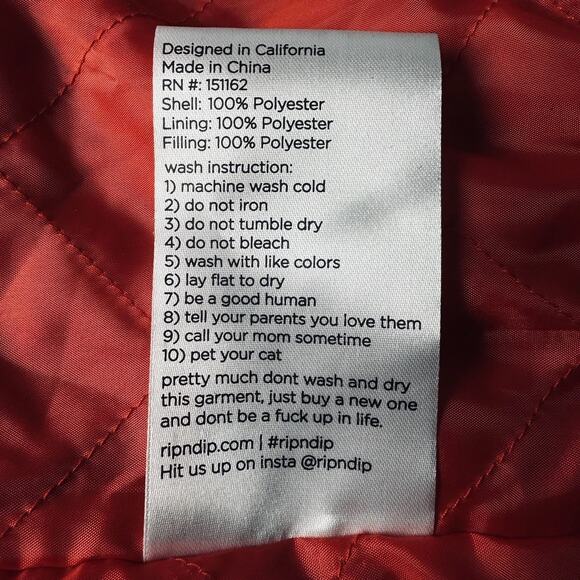 Designed in California
Made in China
RN #: 151162
Shell: 100% Polyester
Lining: 100% Polyester
Filling: 100% Polyester
wash instruction:
1) machine wash cold
2) do not iron
3) do not tumble dry
4) do not bleach
5) wash with like colors
6) lay flat to dry
7) be a good human
8) tell your parents you love them
9) call your mom sometime
10) pet your cat
pretty much dont wash and dry
this garment, just buy a new one
and dont be a fuck up in life.
ripndip.com | #ripndip
Hit us up on insta @ripndip